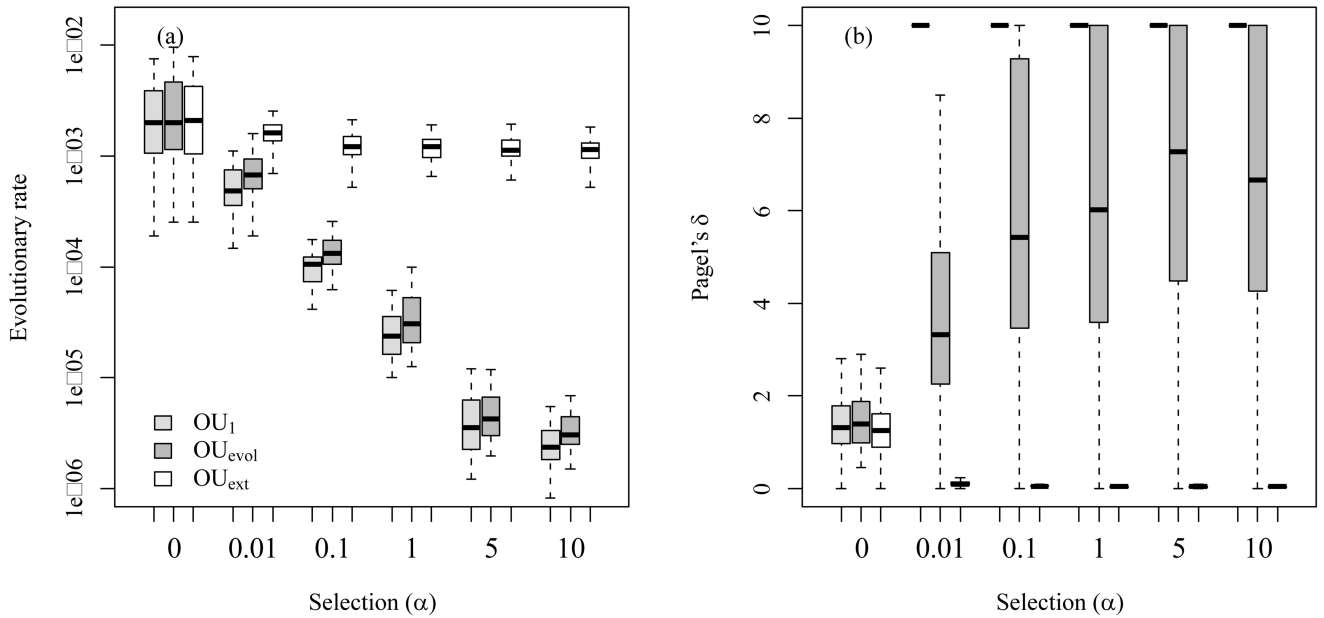 (a)
Evolutionary rate
1e□02
1e□03
1e□04
1e□05
1e□06
OU1
OUevol
OUext
0 0.01 0.1 1 5 10
Selection (α)
(b)
Pagel's δ
10
8
6
4
2
0
0 0.01 0.1 1 5 10
Selection (α)